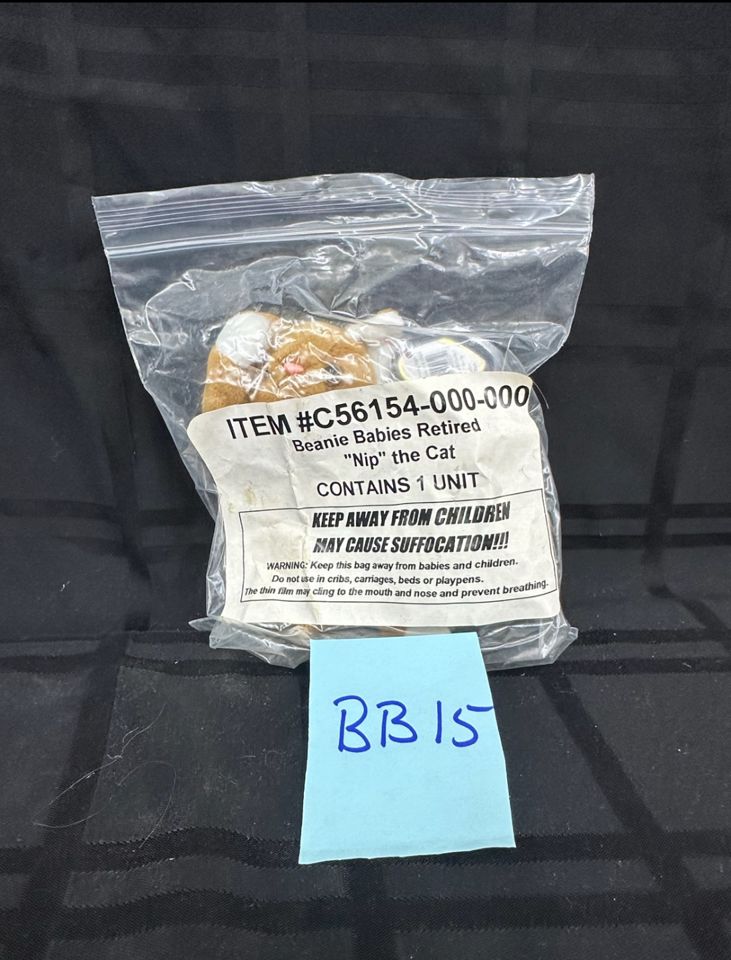 ITEM #C56154-000-000
Beanie Babies Retired
"Nip" the Cat
CONTAINS 1 UNIT
KEEP AWAY FROM CHILDREN
MAY CAUSE SUFFOCATION!!!
WARNING: Keep this bag away from babies and children.
Do not use in cribs, carriages, beds or playpens.
The thin film may cling to the mouth and nose and prevent breathing.
BB15